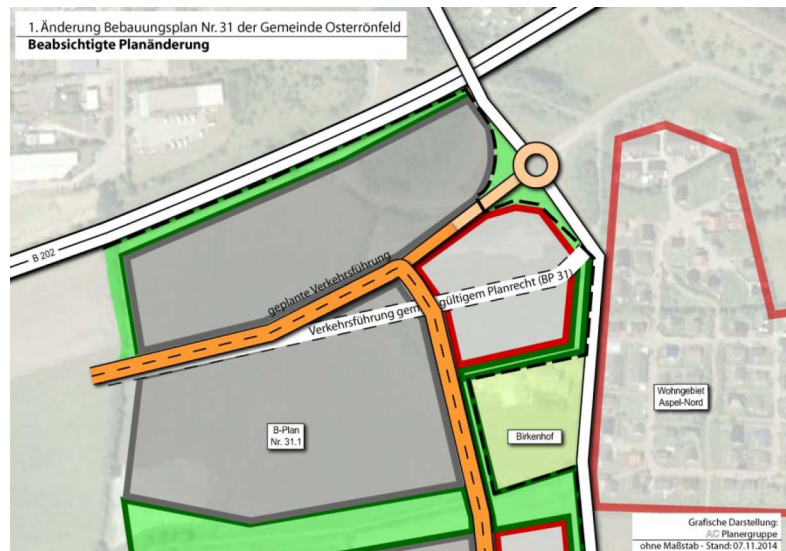 1. Änderung Bebauungsplan Nr. 31 der Gemeinde Osterrönfeld
Beabsichtigte Planänderung
B 202
geplante Verkehrsführung
Verkehrsführung gem gültigem Planrecht (BP 31)
Wohngebiet
Aspel-Nord
B-Plan
Nr. 31.1
Birkenhof
Grafische Darstellung:
AC Planergruppe
ohne Maßstab - Stand: 07.11.2014